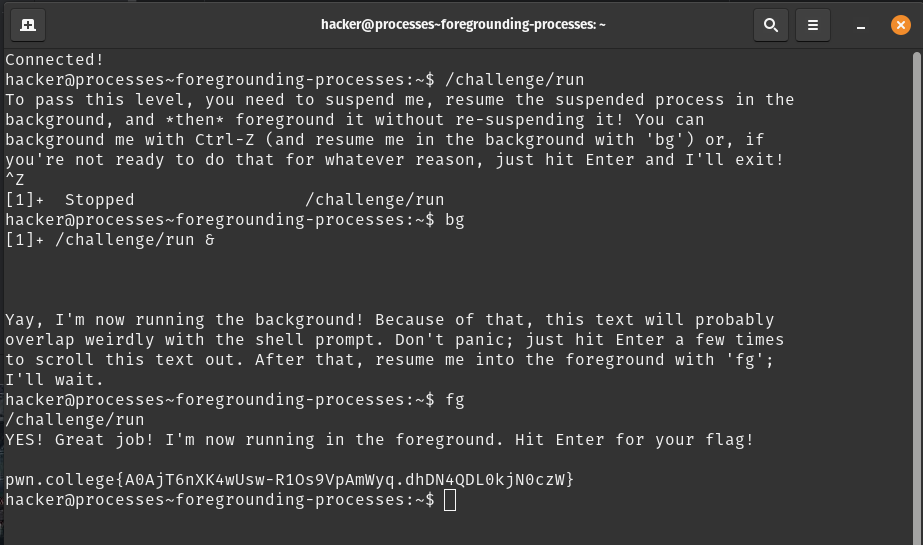 hacker@processes~foregrounding-processes: ~
Connected!
hacker@processes~foregrounding-processes:~$ /challenge/run
To pass this level, you need to suspend me, resume the suspended process in the
background, and *then* foreground it without re-suspending it! You can
background me with Ctrl-Z (and resume me in the background with 'bg') or, if
you're not ready to do that for whatever reason, just hit Enter and I'll exit!
^Z
[1]+  Stopped                 /challenge/run
hacker@processes~foregrounding-processes:~$ bg
[1]+ /challenge/run &
Yay, I'm now running the background! Because of that, this text will probably
overlap weirdly with the shell prompt. Don't panic; just hit Enter a few times
to scroll this text out. After that, resume me into the foreground with 'fg';
I'll wait.
hacker@processes~foregrounding-processes:~$ fg
/challenge/run
YES! Great job! I'm now running in the foreground. Hit Enter for your flag!
pwn.college{A0AjT6nXK4wUsw-R1Os9VpAmWyq.dhDN4QDL0kjN0czW}
hacker@processes~foregrounding-processes:~$